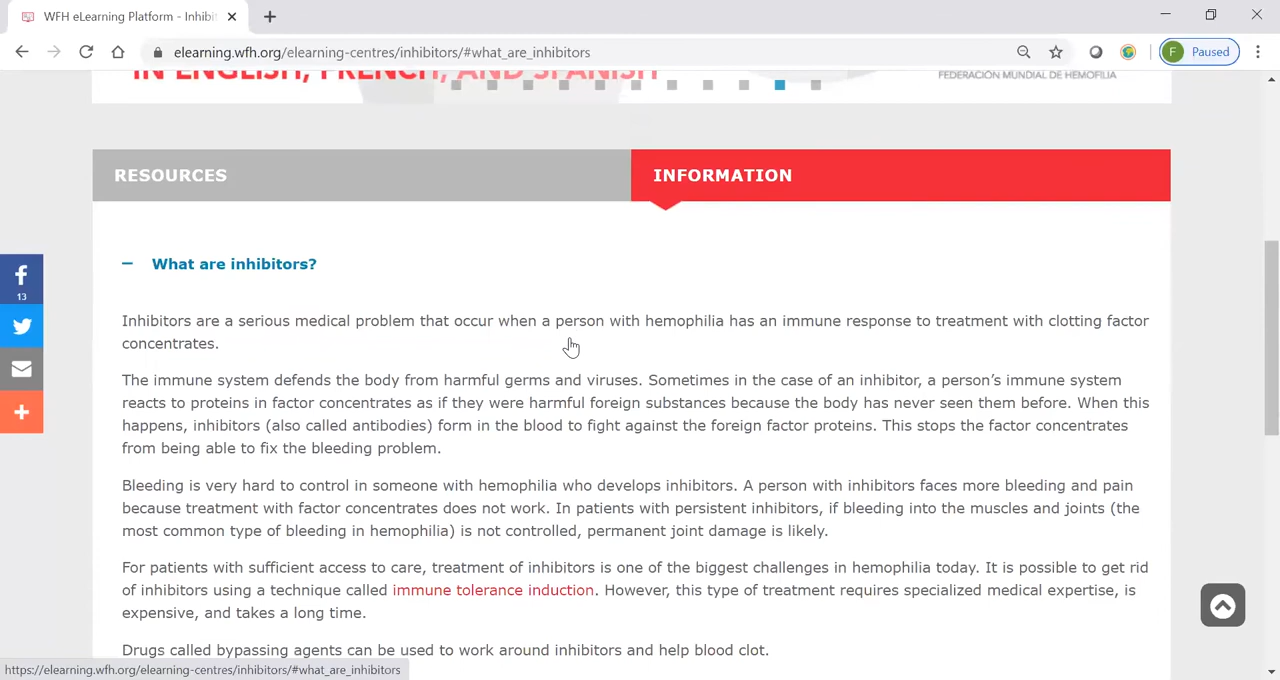 WFH eLearning Platform - Inhibi
elearning.wfh.org/elearning-centres/inhibitors/#what_are_inhibitors
F Paused
IN ENGLISH, FRENCH, AND SPANISH
FEDERACIÓN MUNDIAL DE HEMOFILIA
RESOURCES
INFORMATION
f
13
− What are inhibitors?
Inhibitors are a serious medical problem that occur when a person with hemophilia has an immune response to treatment with clotting factor
concentrates.
The immune system defends the body from harmful germs and viruses. Sometimes in the case of an inhibitor, a person’s immune system
reacts to proteins in factor concentrates as if they were harmful foreign substances because the body has never seen them before. When this
happens, inhibitors (also called antibodies) form in the blood to fight against the foreign factor proteins. This stops the factor concentrates
from being able to fix the bleeding problem.
Bleeding is very hard to control in someone with hemophilia who develops inhibitors. A person with inhibitors faces more bleeding and pain
because treatment with factor concentrates does not work. In patients with persistent inhibitors, if bleeding into the muscles and joints (the
most common type of bleeding in hemophilia) is not controlled, permanent joint damage is likely.
For patients with sufficient access to care, treatment of inhibitors is one of the biggest challenges in hemophilia today. It is possible to get rid
of inhibitors using a technique called immune tolerance induction. However, this type of treatment requires specialized medical expertise, is
expensive, and takes a long time.
Drugs called bypassing agents can be used to work around inhibitors and help blood clot.
https://elearning.wfh.org/elearning-centres/inhibitors/#what_are_inhibitors